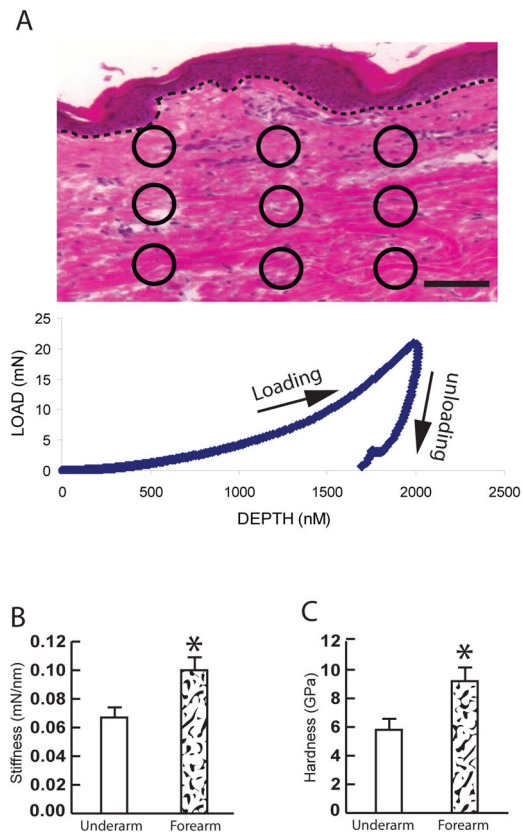 A
25
20
15
10
5
0
LOAD (mN)
Loading
unloading
0 500 1000 1500 2000 2500
DEPTH (nM)
B
0.12
0.10
0.08
0.06
0.04
0.02
0.00
Stiffness (mN/nm)
*
Underarm Forearm
C
12
10
8
6
4
2
0
Hardness (GPa)
*
Underarm Forearm